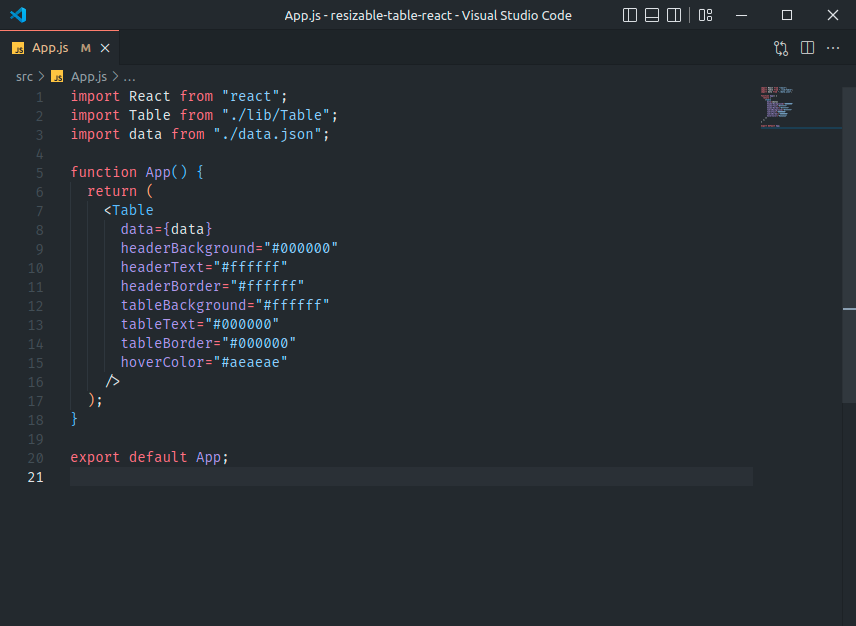 App.js - resizable-table-react - Visual Studio Code
JS App.js M
src > JS App.js > ...
1 import React from "react";
2 import Table from "./lib/Table";
3 import data from "./data.json";
4
5 function App() {
6 return (
7 <Table
8 data={data}
9 headerBackground="#000000"
10 headerText="#ffffff"
11 headerBorder="#ffffff"
12 tableBackground="#ffffff"
13 tableText="#000000"
14 tableBorder="#000000"
15 hoverColor="#aeaeae"
16 />
17 );
18 }
19
20 export default App;
21